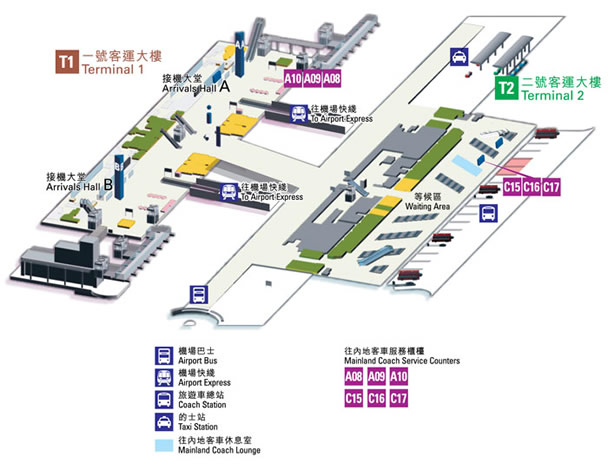 T1 一號客運大樓
Terminal 1
接機大堂
Arrivals Hall A
A10 A09 A08
往機場快綫
To Airport Express
T2 二號客運大樓
Terminal 2
接機大堂
Arrivals Hall B
往機場快綫
To Airport Express
等候區
Waiting Area
C15 C16 C17
機場巴士
Airport Bus
機場快綫
Airport Express
旅遊車總站
Coach Station
的士站
Taxi Station
往內地客車休息室
Mainland Coach Lounge
往內地客車服務櫃檯
Mainland Coach Service Counters
A08 A09 A10
C15 C16 C17